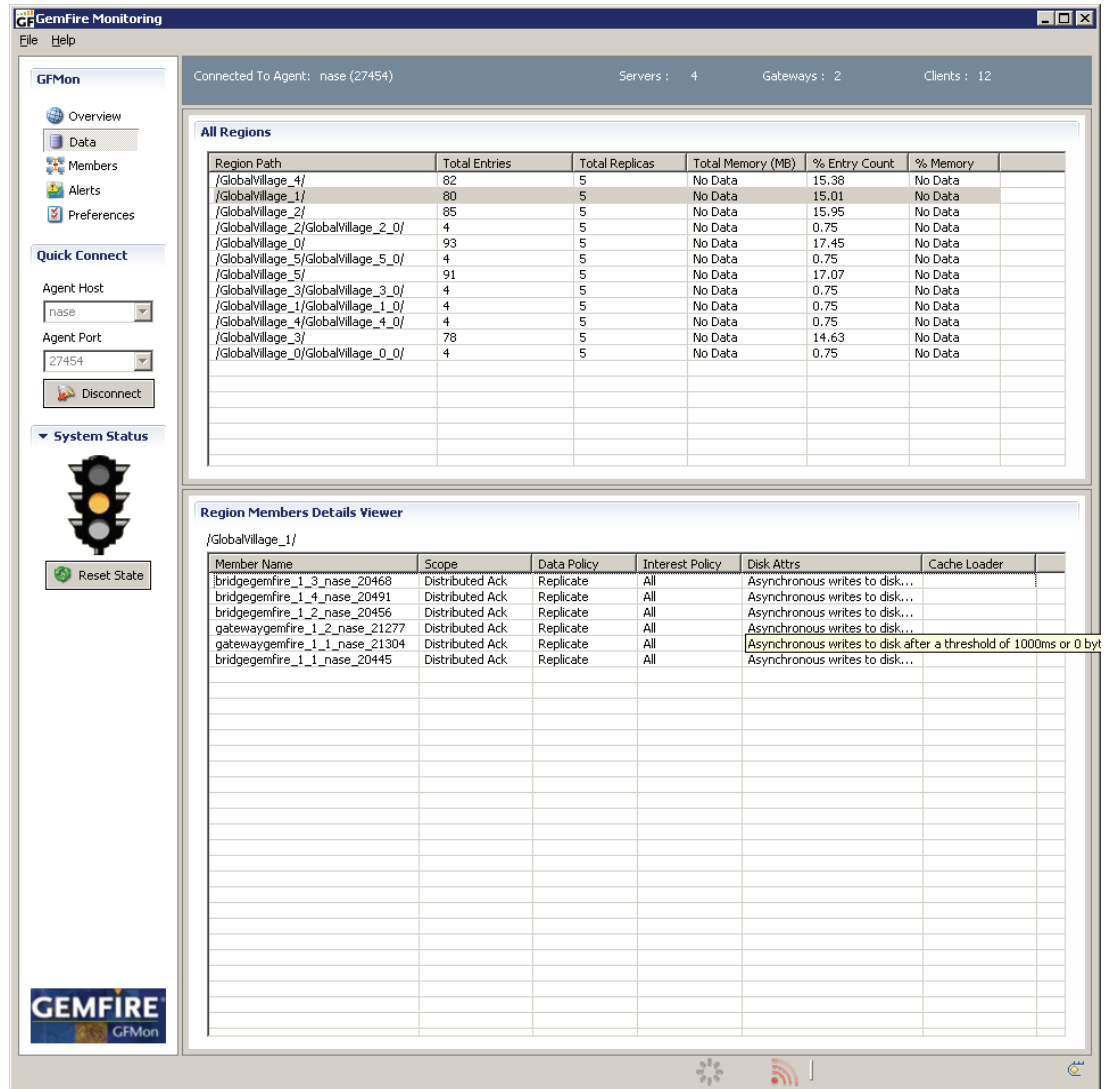 GF GemFire Monitoring
File Help
GFMon
Overview
Data
Members
Alerts
Preferences
Quick Connect
Agent Host
nase
Agent Port
27454
Disconnect
System Status
Reset State
GEMFIRE
GFMon
Connected To Agent: nase (27454) Servers : 4 Gateways : 2 Clients : 12
All Regions
Region Path Total Entries Total Replicas Total Memory (MB) % Entry Count % Memory
/GlobalVillage_4/ 82 5 No Data 15.38 No Data
/GlobalVillage_1/ 80 5 No Data 15.01 No Data
/GlobalVillage_2/ 85 5 No Data 15.95 No Data
/GlobalVillage_2/GlobalVillage_2_0/ 4 5 No Data 0.75 No Data
/GlobalVillage_0/ 93 5 No Data 17.45 No Data
/GlobalVillage_5/GlobalVillage_5_0/ 4 5 No Data 0.75 No Data
/GlobalVillage_5/ 91 5 No Data 17.07 No Data
/GlobalVillage_3/GlobalVillage_3_0/ 4 5 No Data 0.75 No Data
/GlobalVillage_1/GlobalVillage_1_0/ 4 5 No Data 0.75 No Data
/GlobalVillage_4/GlobalVillage_4_0/ 4 5 No Data 0.75 No Data
/GlobalVillage_3/ 78 5 No Data 14.63 No Data
/GlobalVillage_0/GlobalVillage_0_0/ 4 5 No Data 0.75 No Data
Region Members Details Viewer
/GlobalVillage_1/
Member Name Scope Data Policy Interest Policy Disk Attrs Cache Loader
bridgegemfire_1_3_nase_20468 Distributed Ack Replicate All Asynchronous writes to disk...
bridgegemfire_1_4_nase_20491 Distributed Ack Replicate All Asynchronous writes to disk...
bridgegemfire_1_2_nase_20456 Distributed Ack Replicate All Asynchronous writes to disk...
gatewaygemfire_1_2_nase_21277 Distributed Ack Replicate All Asynchronous writes to disk...
gatewaygemfire_1_1_nase_21304 Distributed Ack Replicate All Asynchronous writes to disk after a threshold of 1000ms or 0 byt
bridgegemfire_1_1_nase_20445 Distributed Ack Replicate All Asynchronous writes to disk...